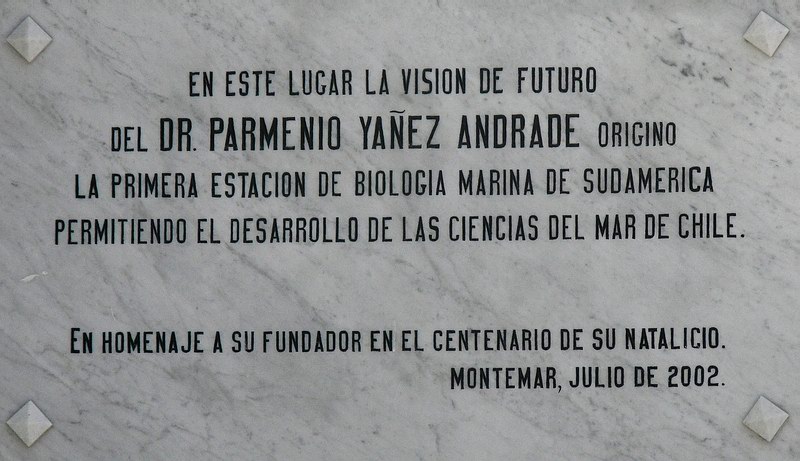 EN ESTE LUGAR LA VISION DE FUTURO
DEL DR. PARMENIO YAÑEZ ANDRADE ORIGINO
LA PRIMERA ESTACION DE BIOLOGIA MARINA DE SUDAMERICA
PERMITIENDO EL DESARROLLO DE LAS CIENCIAS DEL MAR DE CHILE.
EN HOMENAJE A SU FUNDADOR EN EL CENTENARIO DE SU NATALICIO.
MONTEMAR, JULIO DE 2002.